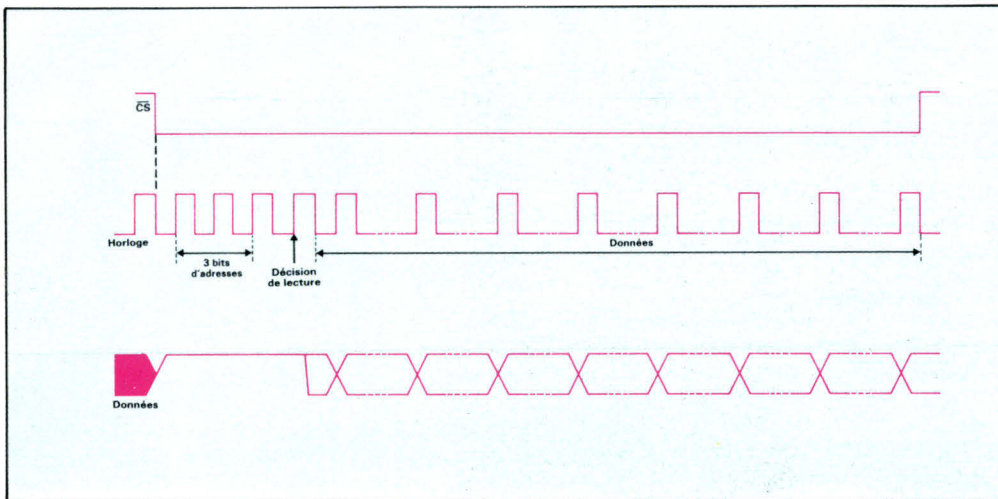 CS
Horloge
3 bits
d'adresses
Décision
de lecture
Données
Données